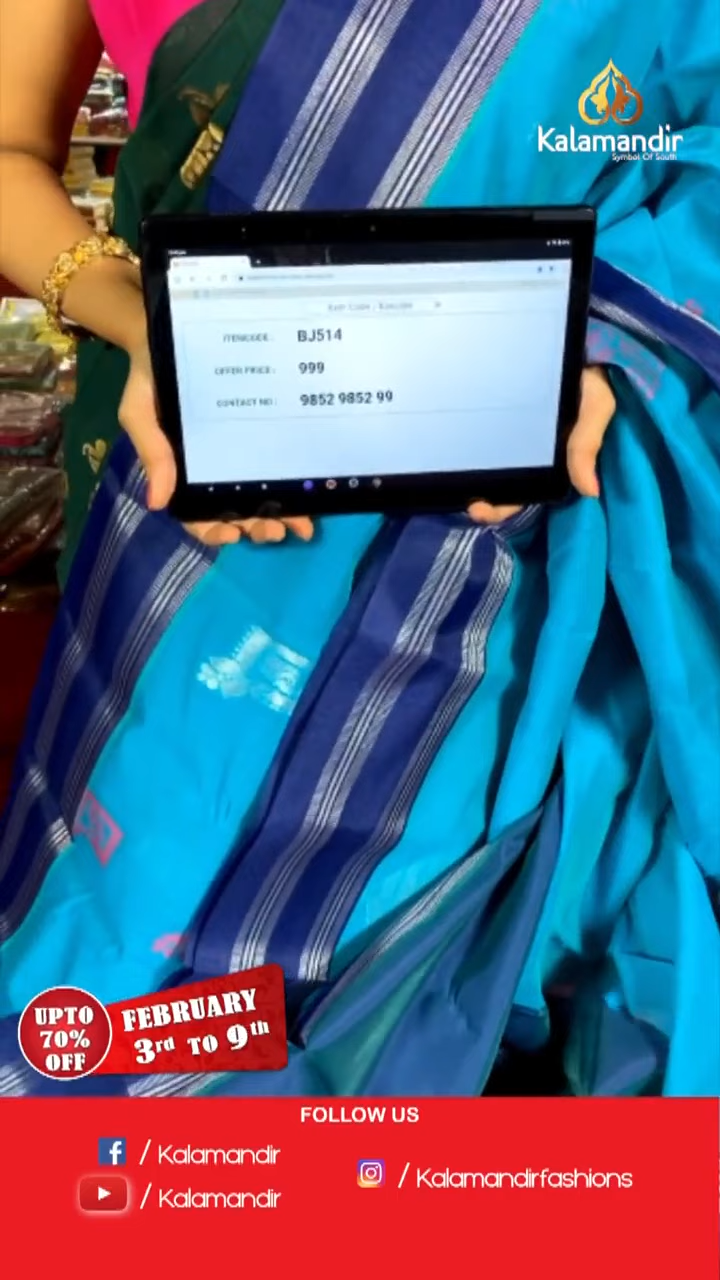 Kalamandir
Symbol Of South
ITEMCODE : BJ514
OFFER PRICE : 999
CONTACT NO : 9852 9852 99
UPTO
70%
OFF
FEBRUARY
3rd TO 9th
FOLLOW US
/ Kalamandir
/ Kalamandir
/ Kalamandirfashions